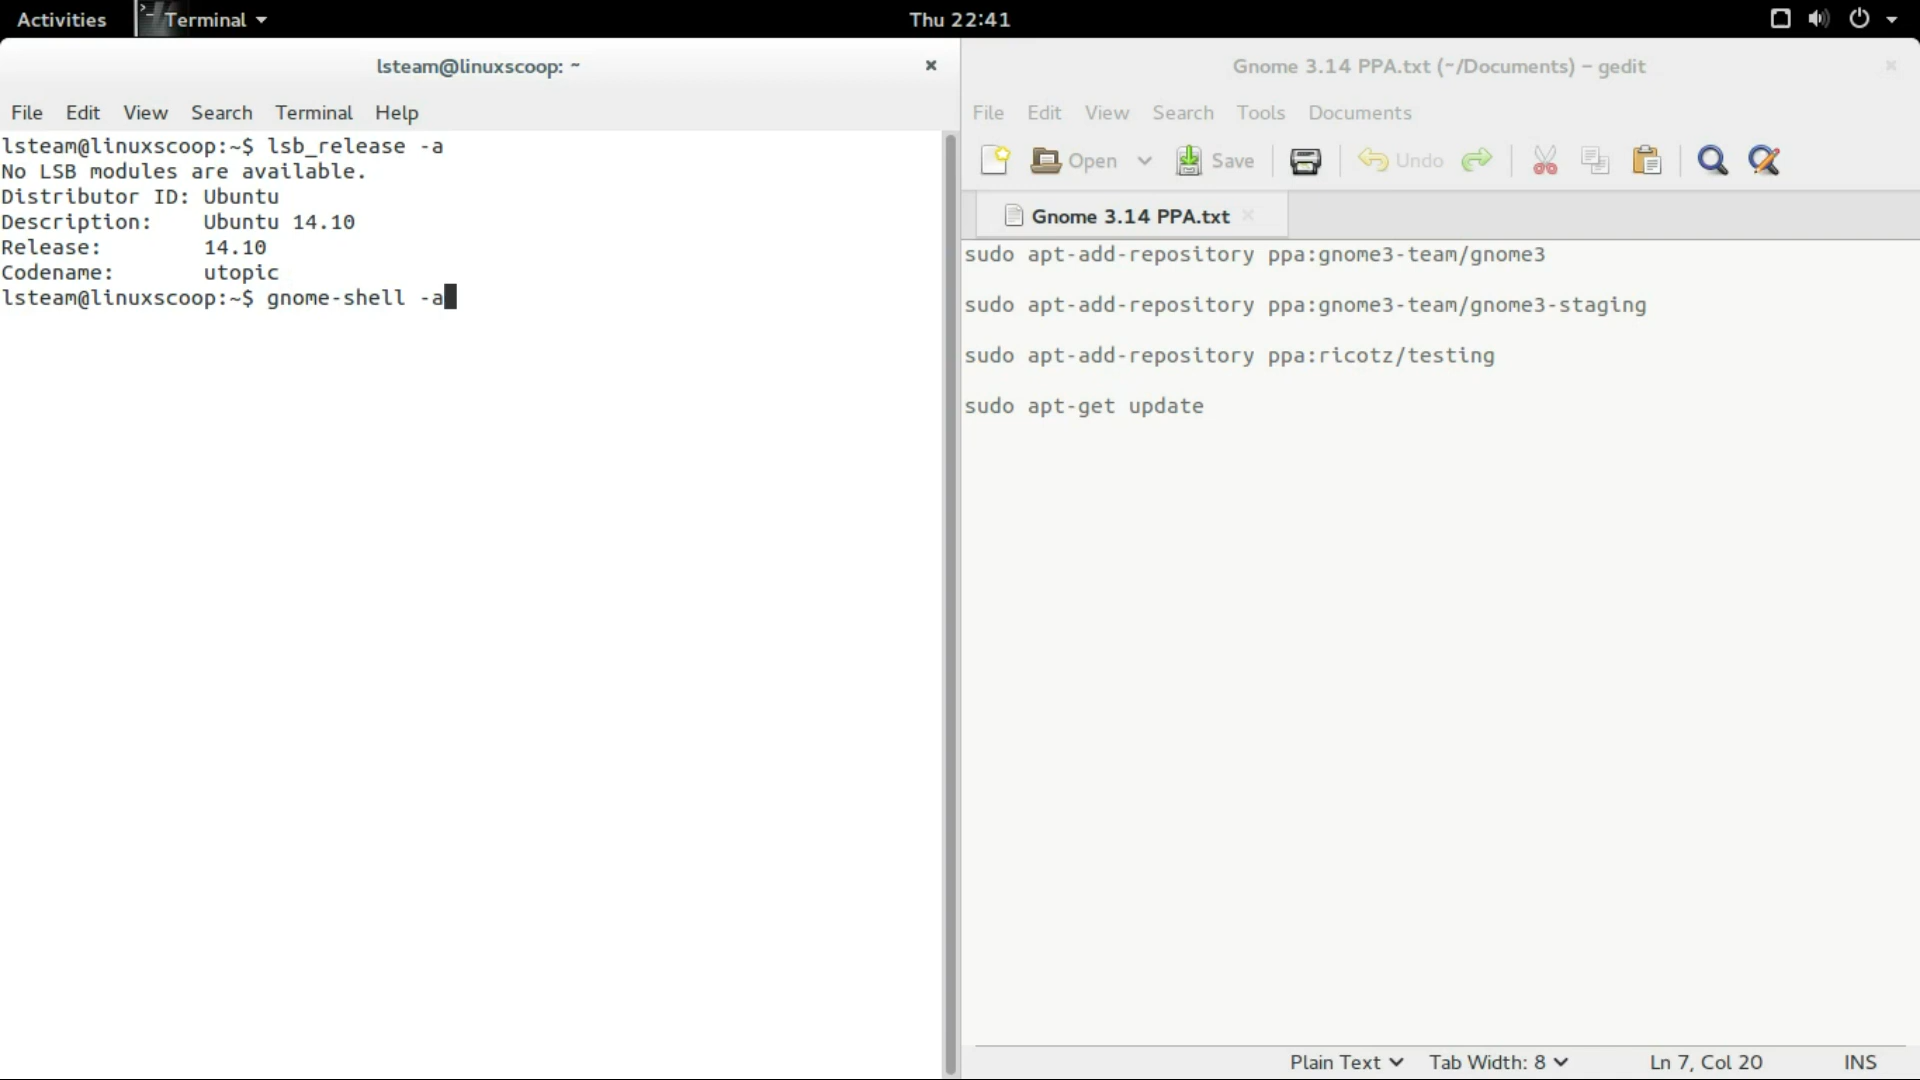 Activities Terminal Thu 22:41
lsteam@linuxscoop: ~
File Edit View Search Terminal Help
lsteam@linuxscoop:~$ lsb_release -a
No LSB modules are available.
Distributor ID: Ubuntu
Description: Ubuntu 14.10
Release: 14.10
Codename: utopic
lsteam@linuxscoop:~$ gnome-shell -a
Gnome 3.14 PPA.txt (~/Documents) – gedit
File Edit View Search Tools Documents
Open Save Undo
Gnome 3.14 PPA.txt
sudo apt-add-repository ppa:gnome3-team/gnome3
sudo apt-add-repository ppa:gnome3-team/gnome3-staging
sudo apt-add-repository ppa:ricotz/testing
sudo apt-get update
Plain Text Tab Width: 8 Ln 7, Col 20 INS